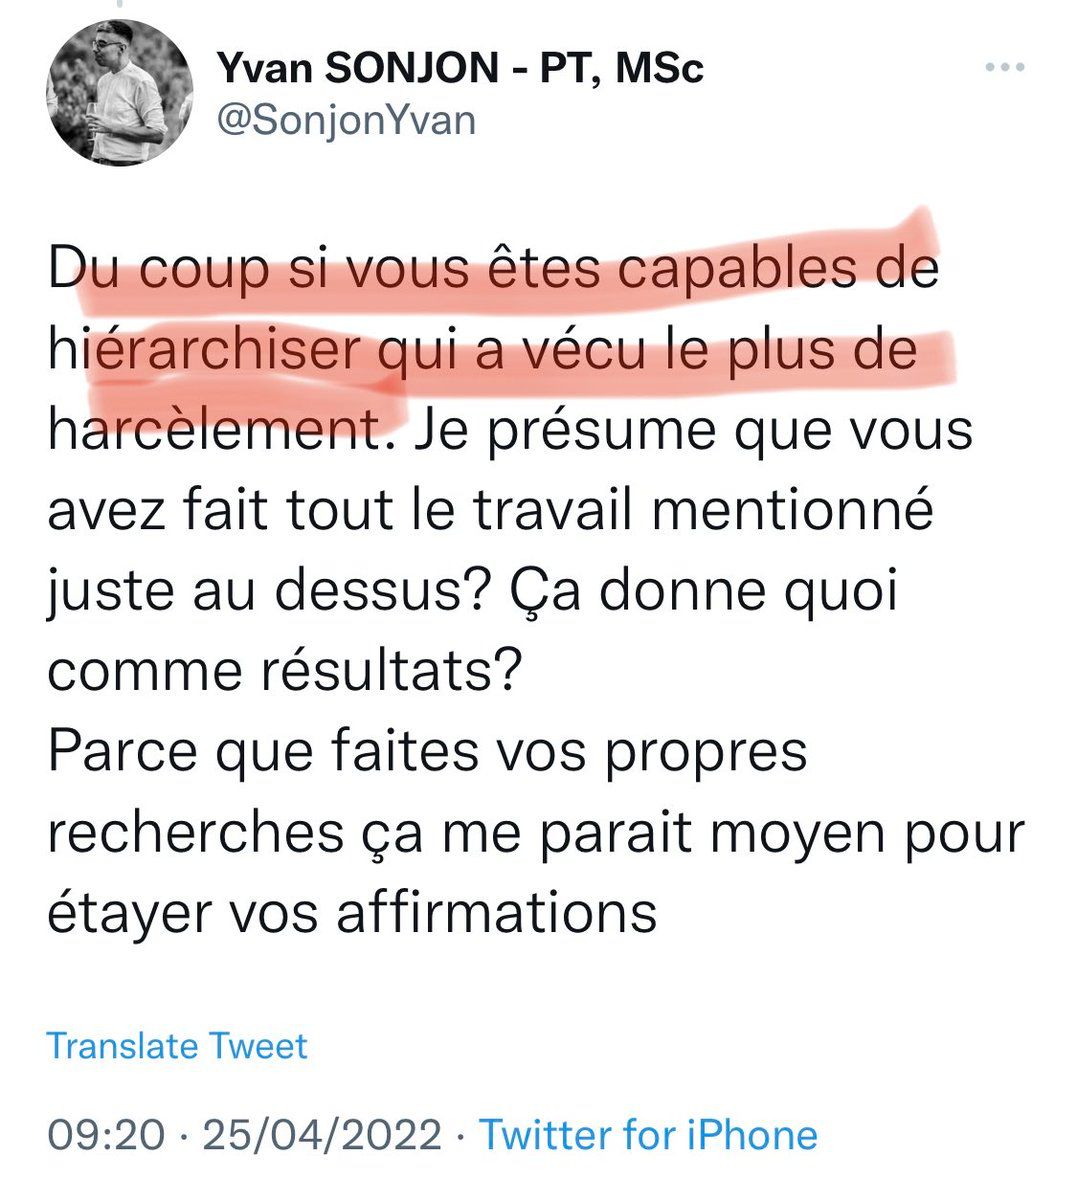 Yvan SONJON - PT, MSc
@SonjonYvan
Du coup si vous êtes capables de
hiérarchiser qui a vécu le plus de
harcèlement. Je présume que vous
avez fait tout le travail mentionné
juste au dessus? Ça donne quoi
comme résultats?
Parce que faites vos propres
recherches ça me parait moyen pour
étayer vos affirmations
Translate Tweet
09:20 · 25/04/2022 · Twitter for iPhone